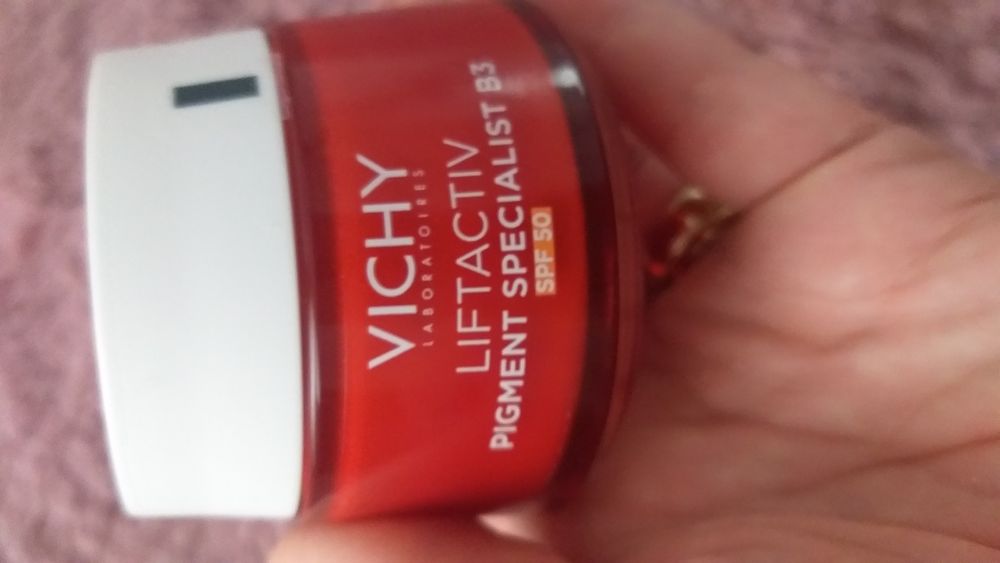 VICHY
LABORATOIRES
LIFTACTIV
PIGMENT SPECIALIST B3
SPF 50